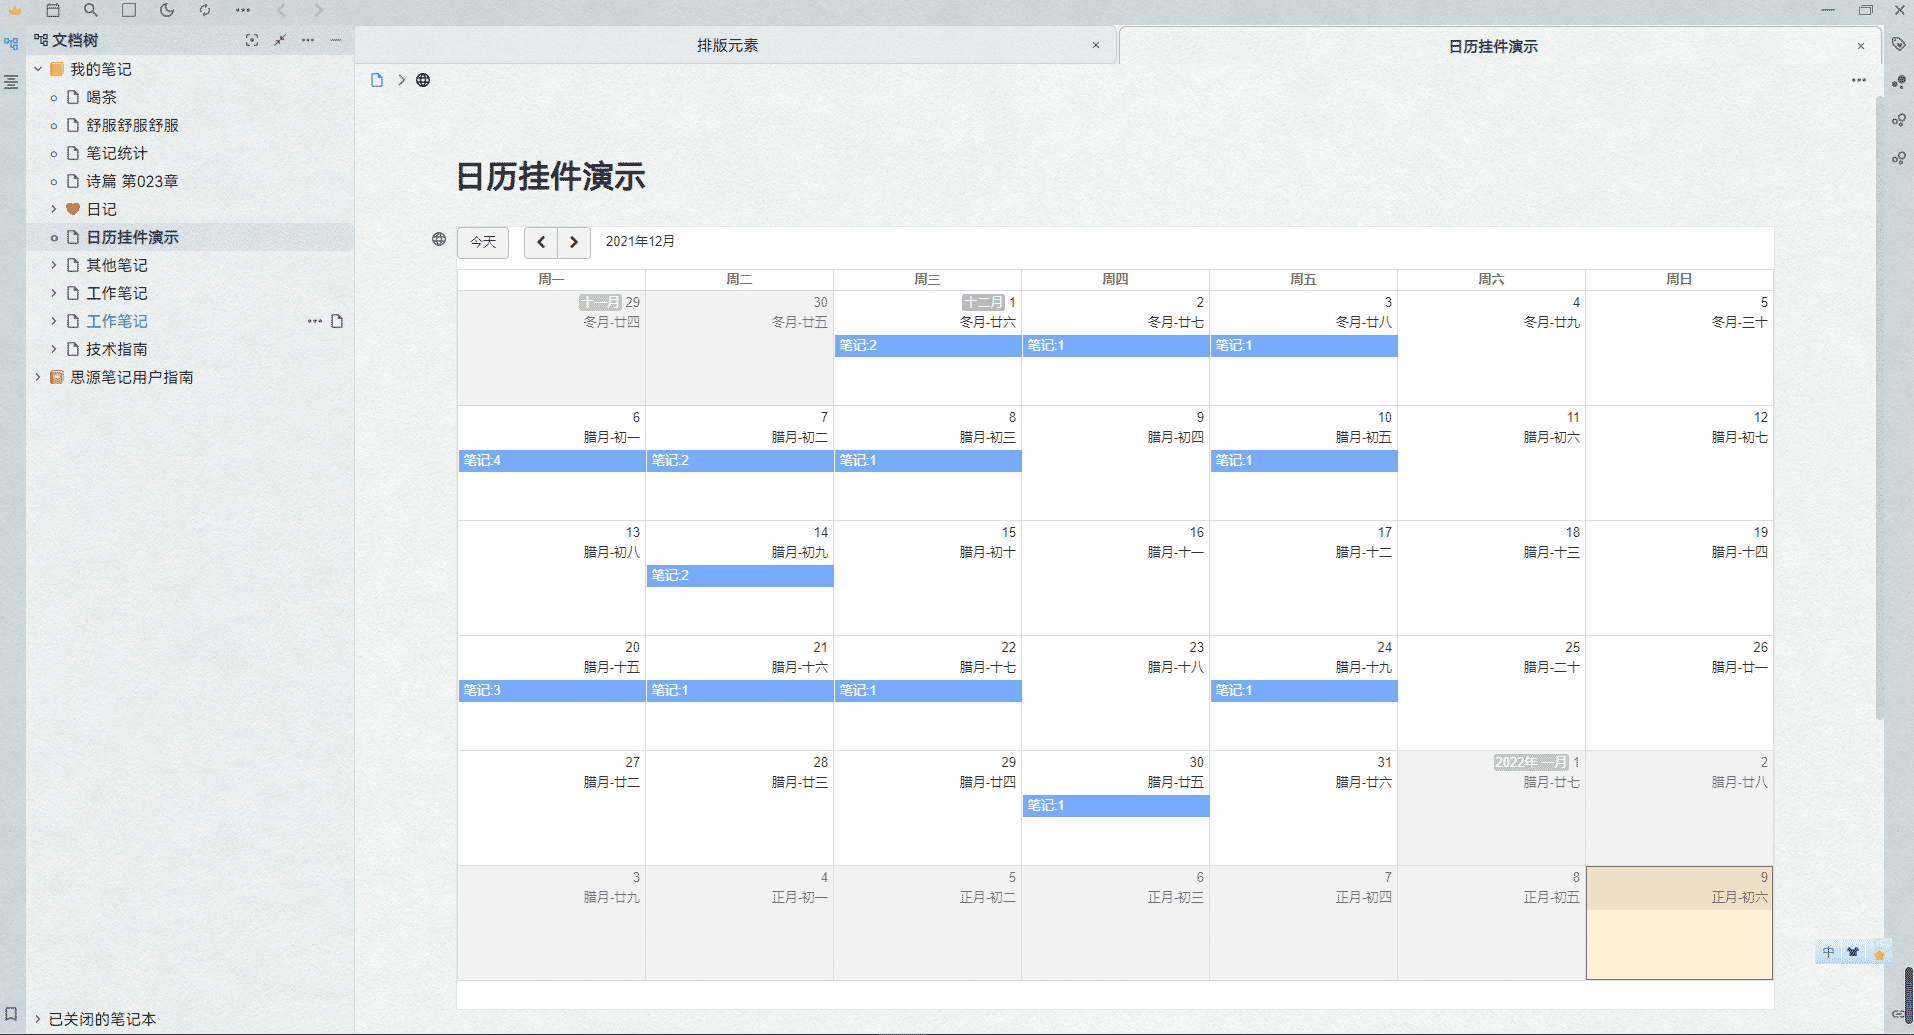 文档树
我的笔记
喝茶
舒服舒服舒服
笔记统计
诗篇 第023章
日记
日历挂件演示
其他笔记
工作笔记
工作笔记
技术指南
思源笔记用户指南
已关闭的笔记本
排版元素
日历挂件演示
日历挂件演示
今天 2021年12月
周一 周二 周三 周四 周五 周六 周日
十一月 29 30 十二月 1 2 3 4 5
冬月-廿四 冬月-廿五 冬月-廿六 冬月-廿七 冬月-廿八 冬月-廿九 冬月-三十
笔记:2 笔记:1 笔记:1
6 7 8 9 10 11 12
腊月-初一 腊月-初二 腊月-初三 腊月-初四 腊月-初五 腊月-初六 腊月-初七
笔记:4 笔记:2 笔记:1 笔记:1
13 14 15 16 17 18 19
腊月-初八 腊月-初九 腊月-初十 腊月-十一 腊月-十二 腊月-十三 腊月-十四
笔记:2
20 21 22 23 24 25 26
腊月-十五 腊月-十六 腊月-十七 腊月-十八 腊月-十九 腊月-二十 腊月-廿一
笔记:3 笔记:1 笔记:1 笔记:1
27 28 29 30 31 2022年 一月 1 2
腊月-廿二 腊月-廿三 腊月-廿四 腊月-廿五 腊月-廿六 腊月-廿七 腊月-廿八
笔记:1
3 4 5 6 7 8 9
腊月-廿九 正月-初一 正月-初二 正月-初三 正月-初四 正月-初五 正月-初六
中